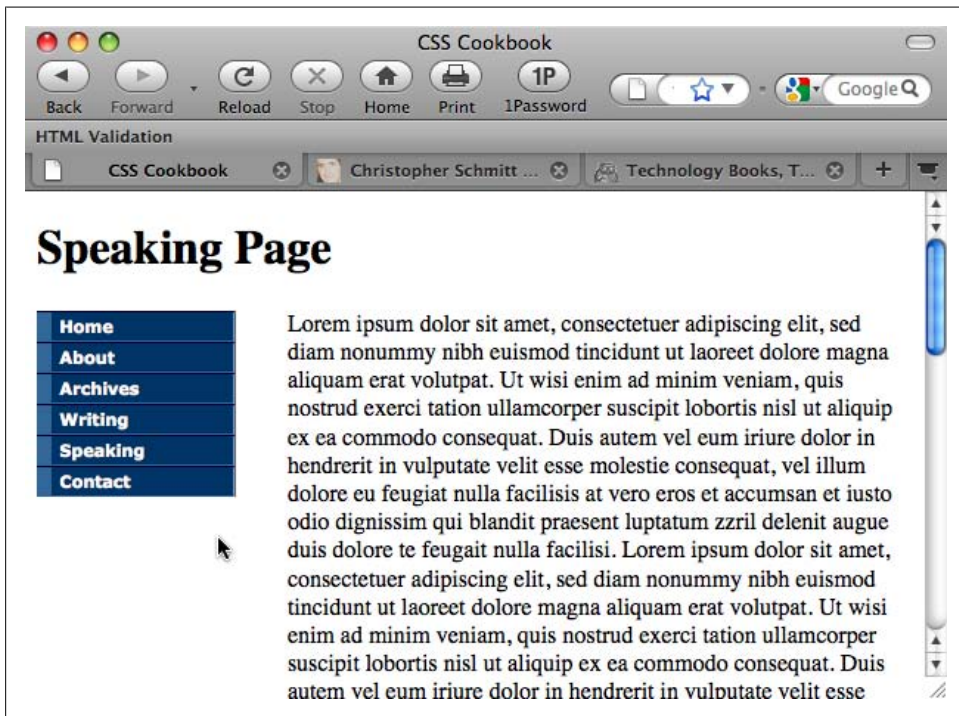 CSS Cookbook
1P
Google
Back Forward Reload Stop Home Print 1Password
HTML Validation
CSS Cookbook Christopher Schmitt ... Technology Books, T...
Speaking Page
Home
About
Archives
Writing
Speaking
Contact
Lorem ipsum dolor sit amet, consectetuer adipiscing elit, sed
diam nonummy nibh euismod tincidunt ut laoreet dolore magna
aliquam erat volutpat. Ut wisi enim ad minim veniam, quis
nostrud exerci tation ullamcorper suscipit lobortis nisl ut aliquip
ex ea commodo consequat. Duis autem vel eum iriure dolor in
hendrerit in vulputate velit esse molestie consequat, vel illum
dolore eu feugiat nulla facilisis at vero eros et accumsan et iusto
odio dignissim qui blandit praesent luptatum zzril delenit augue
duis dolore te feugait nulla facilisi. Lorem ipsum dolor sit amet,
consectetuer adipiscing elit, sed diam nonummy nibh euismod
tincidunt ut laoreet dolore magna aliquam erat volutpat. Ut wisi
enim ad minim veniam, quis nostrud exerci tation ullamcorper
suscipit lobortis nisl ut aliquip ex ea commodo consequat. Duis
autem vel eum iriure dolor in hendrerit in vulputate velit esse